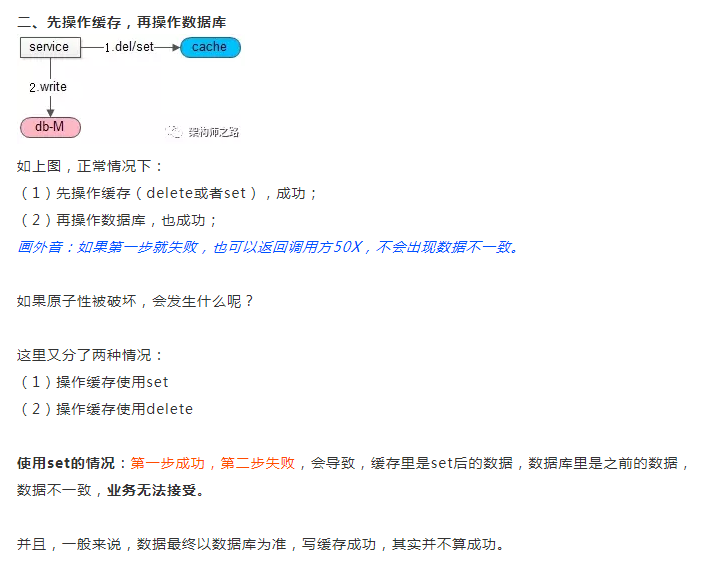 二、先操作缓存，再操作数据库
service
1.del/set
cache
2.write
db-M
架构师之路
如上图，正常情况下：
（1）先操作缓存（delete或者set），成功；
（2）再操作数据库，也成功；
画外音：如果第一步就失败，也可以返回调用方50X，不会出现数据不一致。
如果原子性被破坏，会发生什么呢？
这里又分了两种情况：
（1）操作缓存使用set
（2）操作缓存使用delete
使用set的情况：第一步成功，第二步失败，会导致，缓存里是set后的数据，数据库里是之前的数据，
数据不一致，业务无法接受。
并且，一般来说，数据最终以数据库为准，写缓存成功，其实并不算成功。